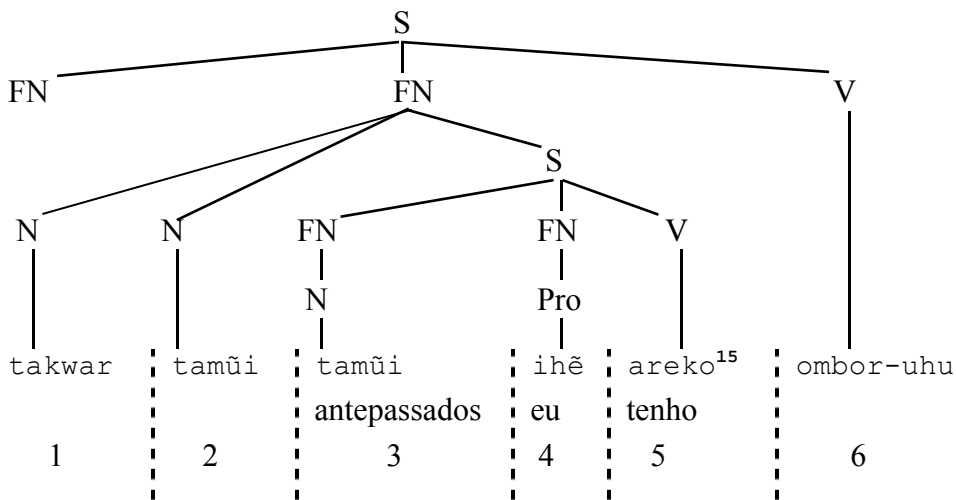 S
FN FN V
S
N N FN FN V
N Pro
takwar tamũi tamũi ihẽ areko15 ombor-uhu
antepassados eu tenho
1 2 3 4 5 6